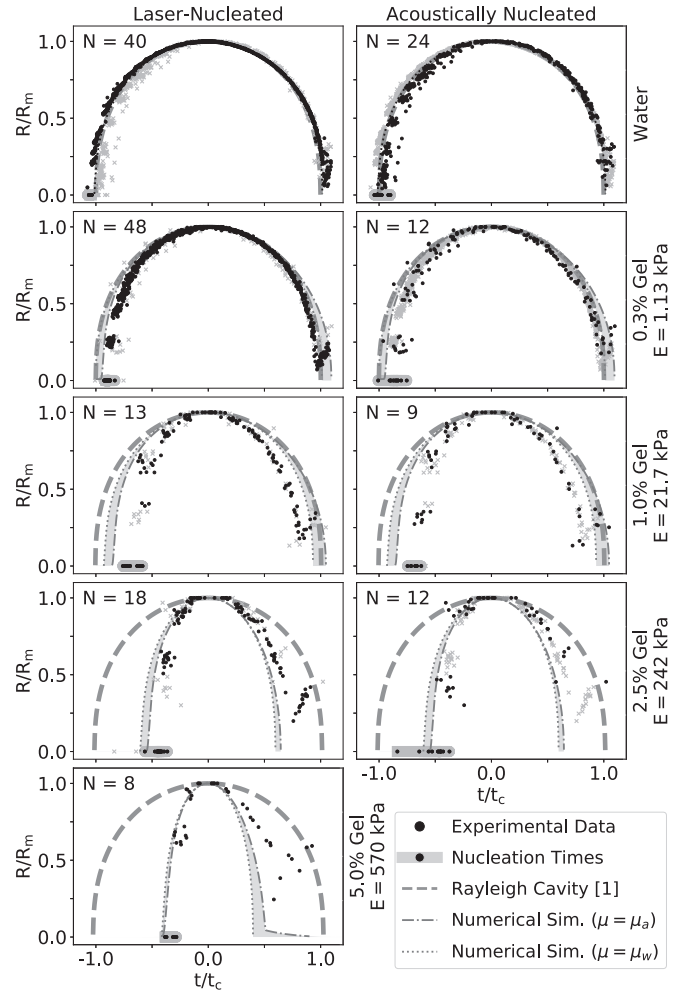 Laser-Nucleated
Acoustically Nucleated
N = 40
N = 24
1.0
0.5
0.0
R/Rm
Water
N = 48
N = 12
1.0
0.5
0.0
R/Rm
0.3% Gel
E = 1.13 kPa
N = 13
N = 9
1.0
0.5
0.0
R/Rm
1.0% Gel
E = 21.7 kPa
N = 18
N = 12
1.0
0.5
0.0
R/Rm
2.5% Gel
E = 242 kPa
-1.0
0.0
1.0
t/tc
N = 8
1.0
0.5
0.0
R/Rm
5.0% Gel
E = 570 kPa
-1.0
0.0
1.0
t/tc
Experimental Data
Nucleation Times
Rayleigh Cavity [1]
Numerical Sim. (μ = μa)
Numerical Sim. (μ = μw)